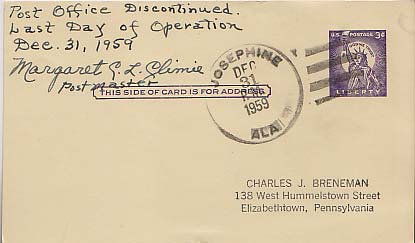 Post Office Discontinued.
Last Day of Operation
Dec. 31, 1959
Margaret C. L. Climie
Postmaster
THIS SIDE OF CARD IS FOR ADDRESS
JOSEPHINE
DEC
31
1959
ALA
U.S. POSTAGE
3¢
LIBERTY
CHARLES J. BRENEMAN
138 West Hummelstown Street
Elizabethtown, Pennsylvania